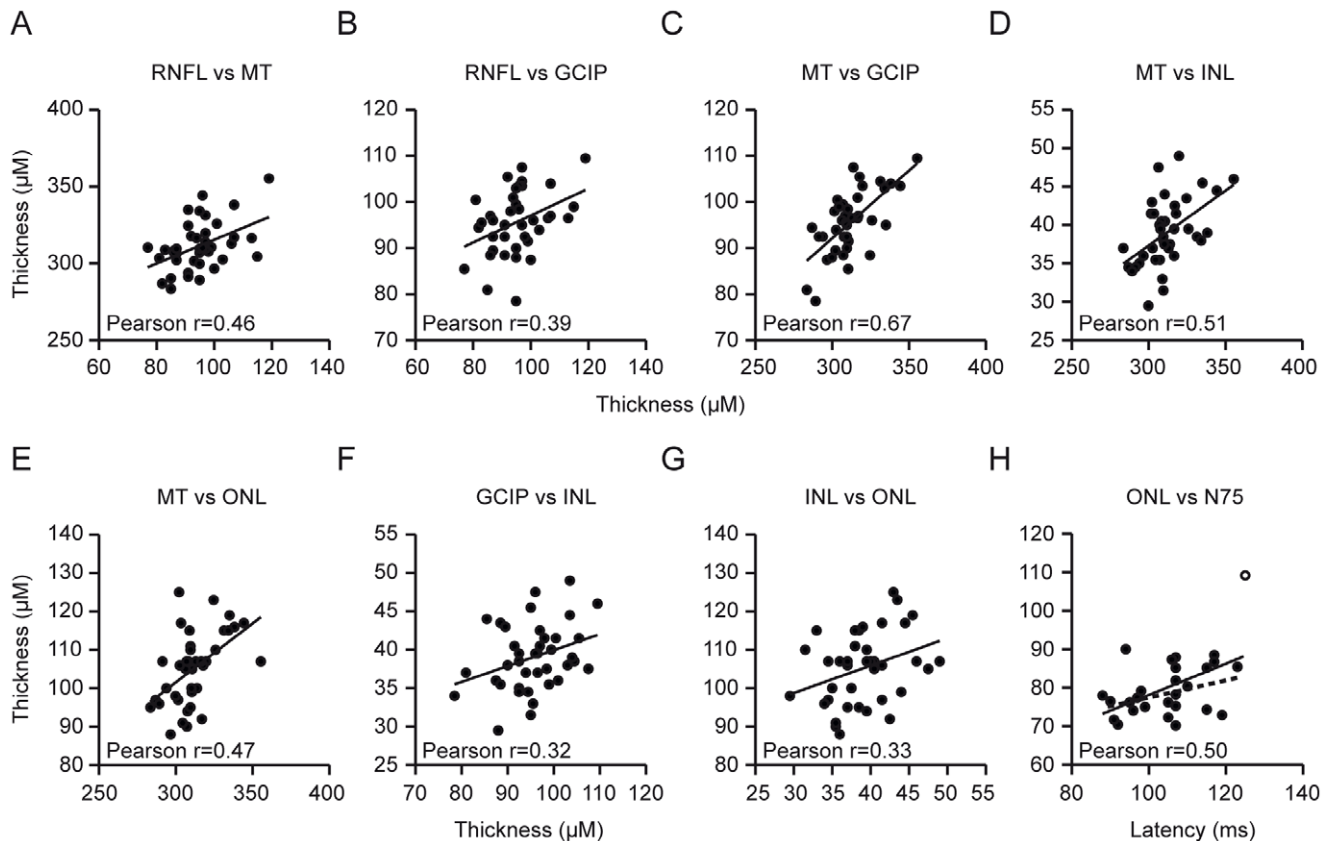 A
B
C
D
RNFL vs MT
RNFL vs GCIP
MT vs GCIP
MT vs INL
Thickness (µM)
400
350
300
250
60 80 100 120 140
Pearson r=0.46
120
110
100
90
80
70
60 80 100 120 140
Pearson r=0.39
120
110
100
90
80
70
250 300 350 400
Pearson r=0.67
55
50
45
40
35
30
25
250 300 350 400
Pearson r=0.51
Thickness (µM)
E
F
G
H
MT vs ONL
GCIP vs INL
INL vs ONL
ONL vs N75
Thickness (µM)
140
130
120
110
100
90
80
250 300 350 400
Pearson r=0.47
55
50
45
40
35
30
25
70 80 90 100 110 120
Pearson r=0.32
140
130
120
110
100
90
80
25 30 35 40 45 50 55
Pearson r=0.33
120
110
100
90
80
70
60
80 100 120 140
Pearson r=0.50
Thickness (µM)
Latency (ms)